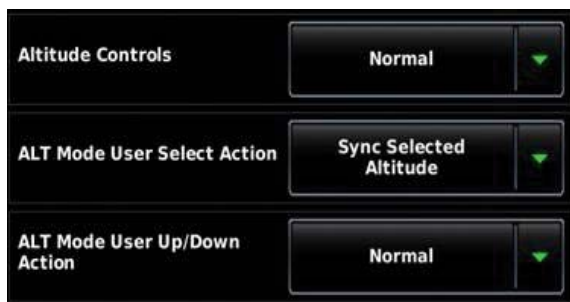 Altitude Controls
Normal
ALT Mode User Select Action
Sync Selected
Altitude
ALT Mode User Up/Down
Action
Normal